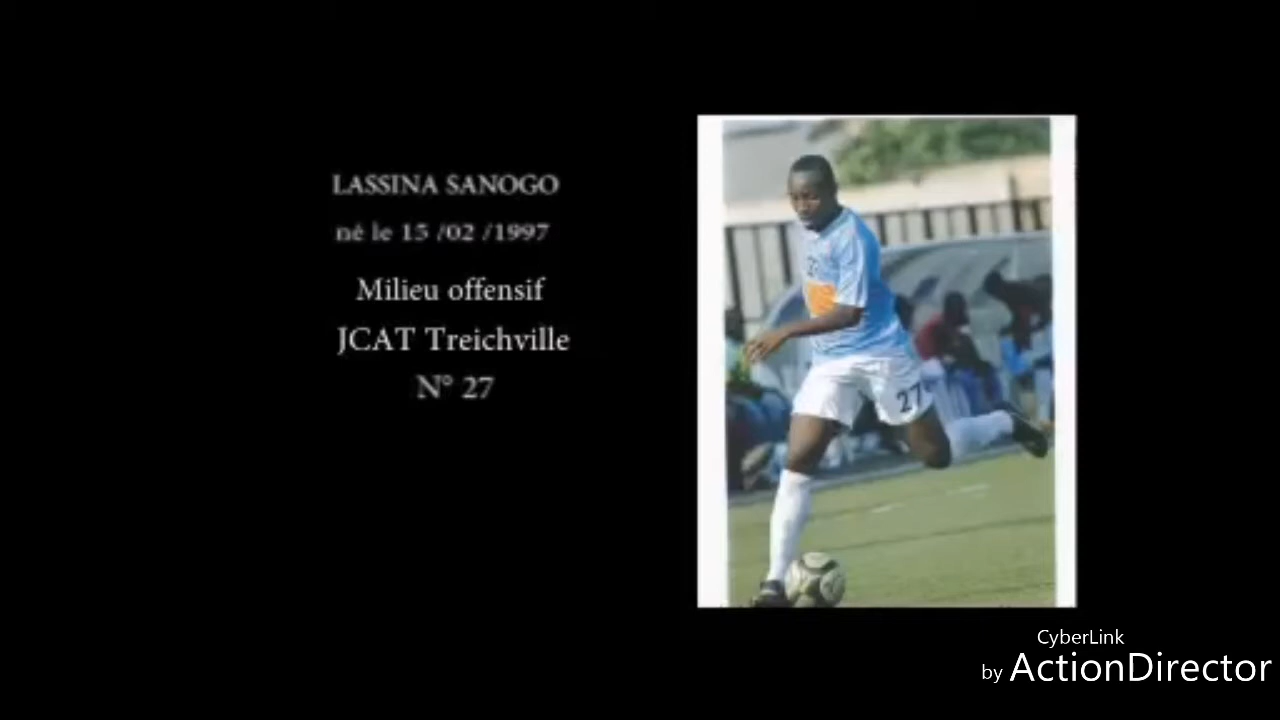 LASSINA SANOGO
né le 15 /02 /1997
Milieu offensif
JCAT Treichville
N° 27
27
CyberLink
by ActionDirector